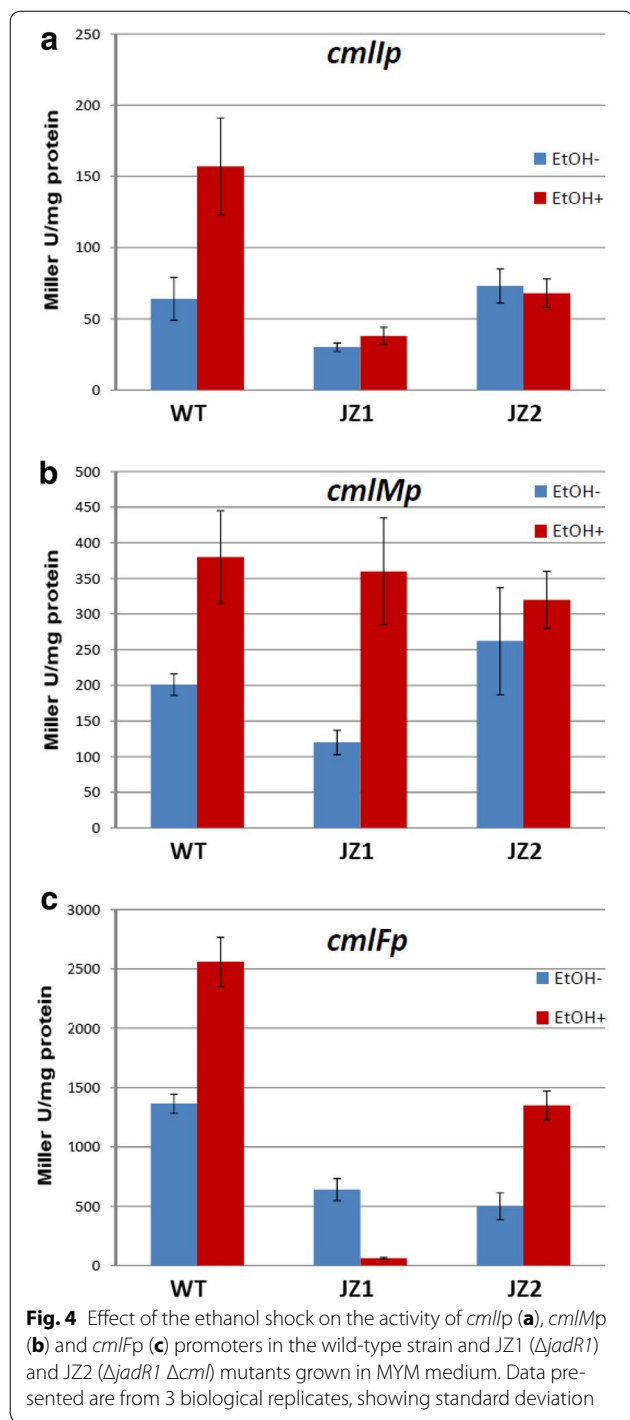 a
cmlIp
Miller U/mg protein
250
200
150
100
50
0
EtOH-
EtOH+
WT JZ1 JZ2
b
cmlMp
Miller U/mg protein
500
450
400
350
300
250
200
150
100
50
0
EtOH-
EtOH+
WT JZ1 JZ2
c
cmlFp
Miller U/mg protein
3000
2500
2000
1500
1000
500
0
EtOH-
EtOH+
WT JZ1 JZ2
Fig. 4 Effect of the ethanol shock on the activity of cmlIp (a), cmlMp
(b) and cmlFp (c) promoters in the wild-type strain and JZ1 (ΔjadR1)
and JZ2 (ΔjadR1 Δcml) mutants grown in MYM medium. Data pre-
sented are from 3 biological replicates, showing standard deviation